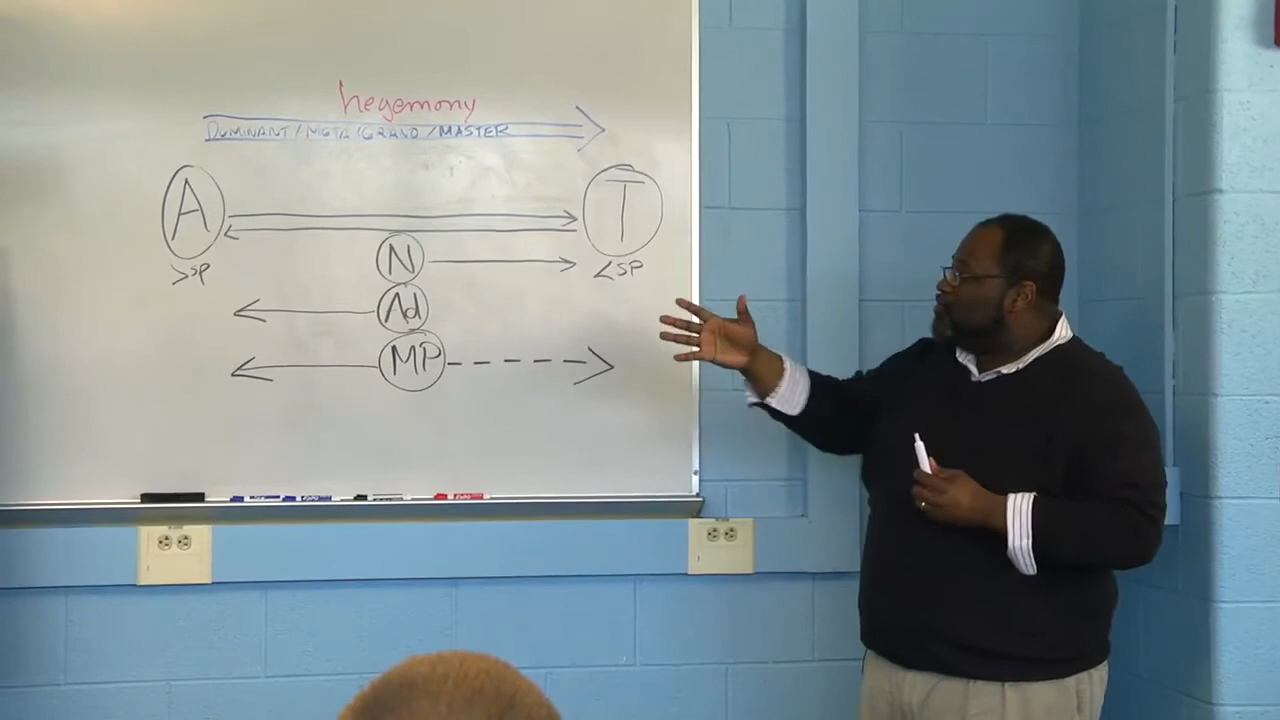 hegemony
DOMINANT/META/GRAND/MASTER
A T
N
>SP <SP
Ad
MP